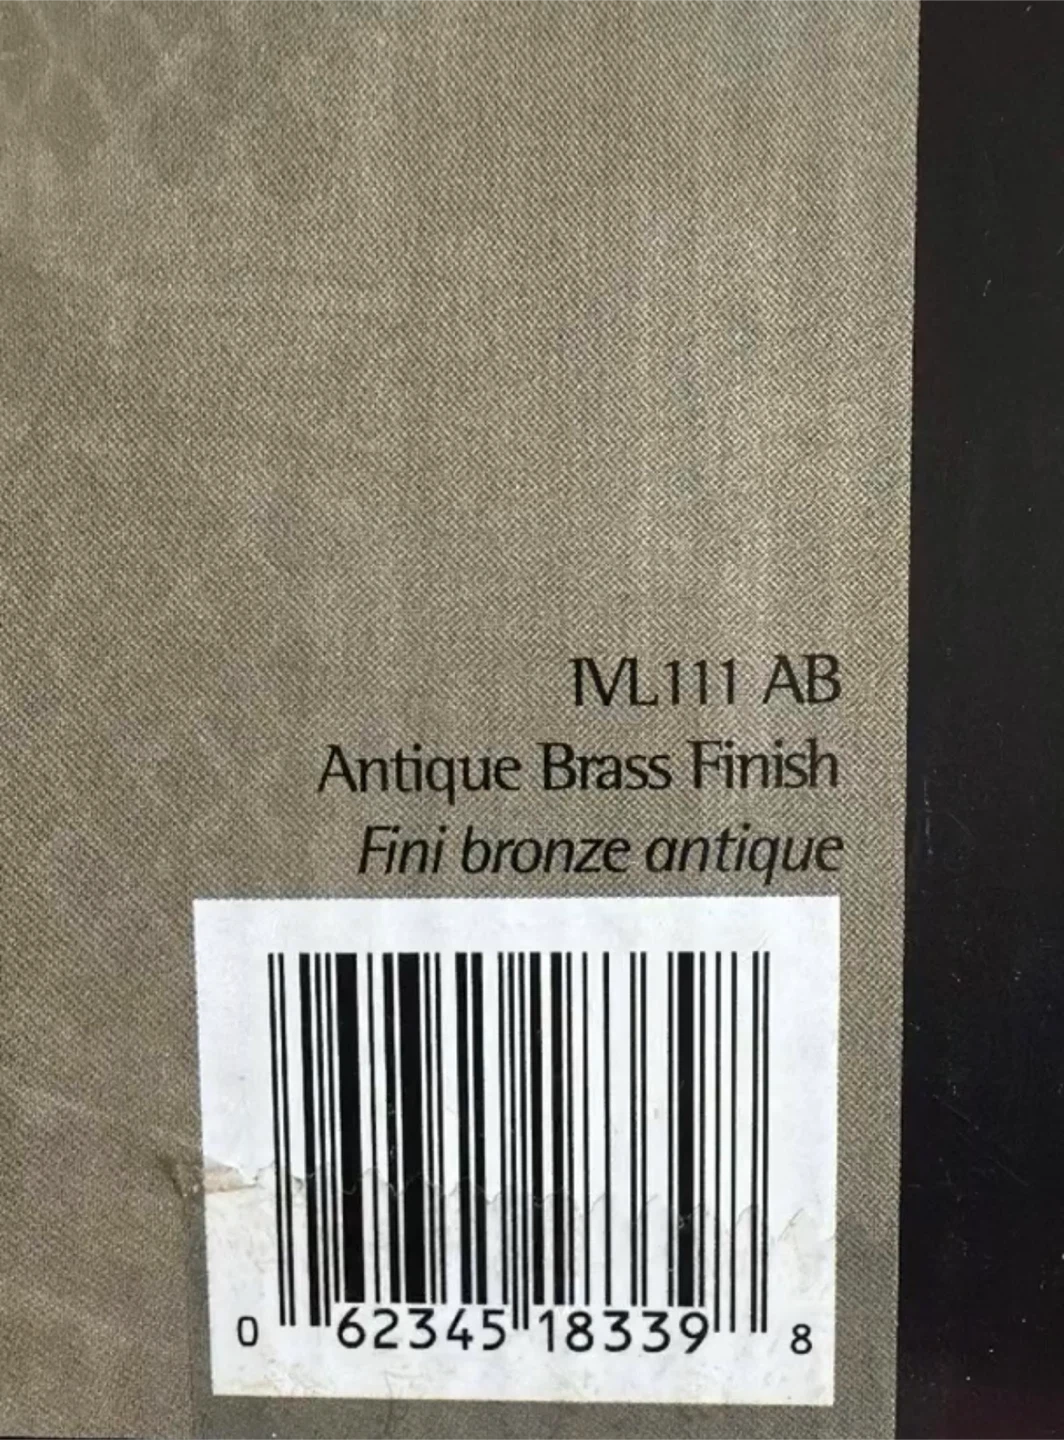 IVL111 AB
Antique Brass Finish
Fini bronze antique
0 62345 18339 8